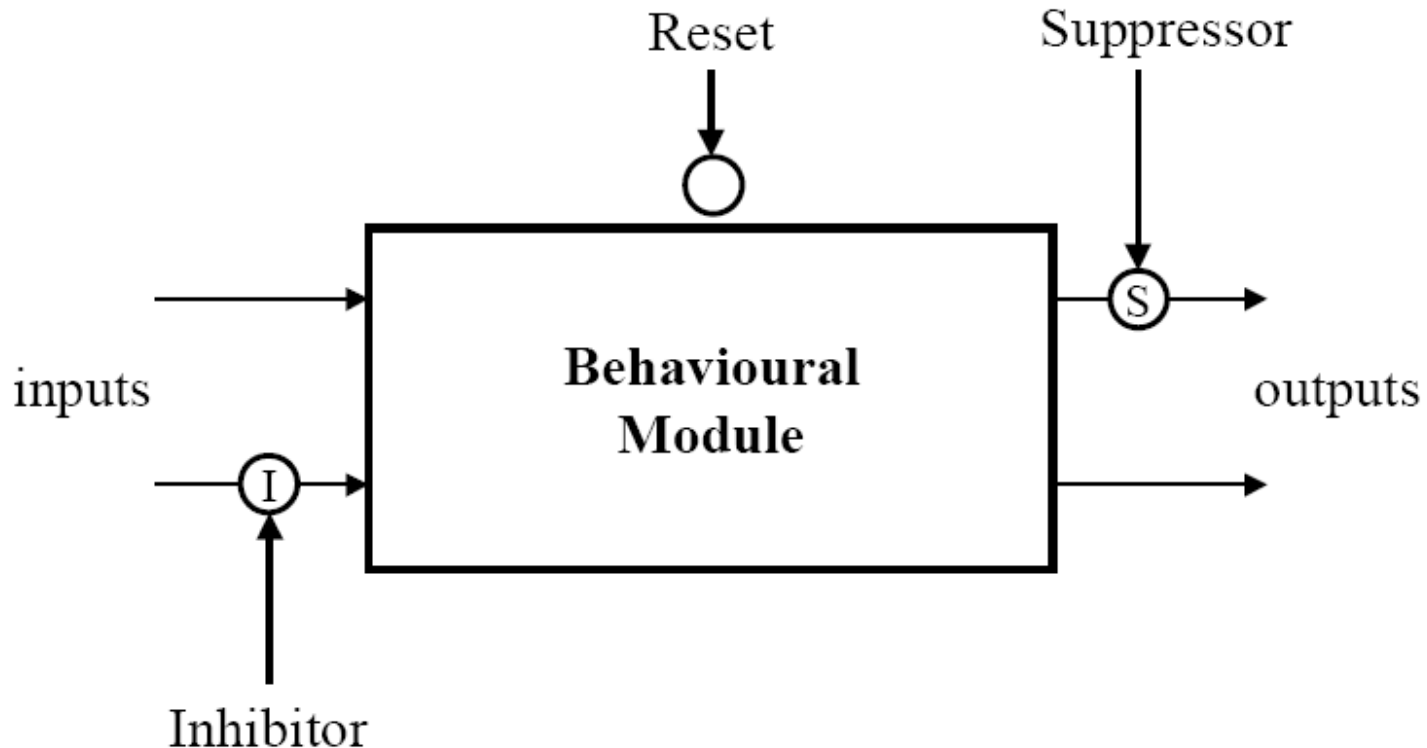 Reset
Suppressor
S
Behavioural
Module
inputs
outputs
I
Inhibitor